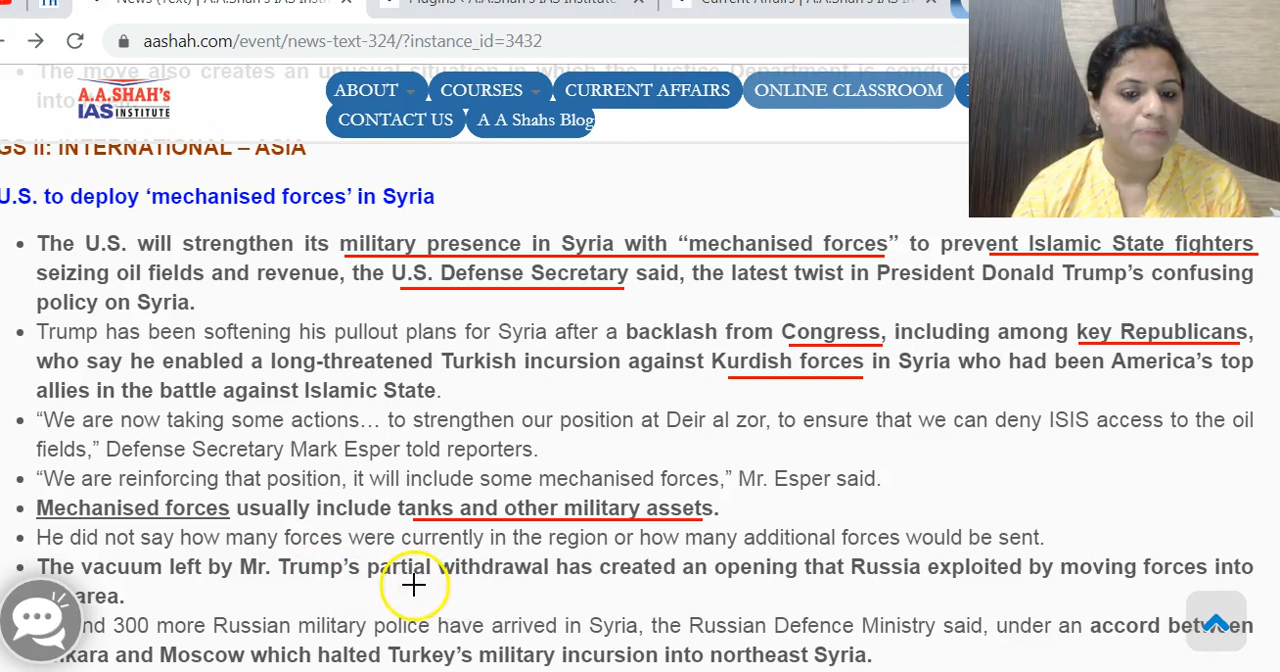 aashah.com/event/news-text-324/?instance_id=3432
The move also creates an unusual situation in which the Justice Department is conduct
into
A.A.SHAH'S
IAS INSTITUTE
ABOUT COURSES CURRENT AFFAIRS ONLINE CLASSROOM
CONTACT US A A Shahs Blog
GS II: INTERNATIONAL – ASIA
U.S. to deploy ‘mechanised forces’ in Syria
The U.S. will strengthen its military presence in Syria with “mechanised forces” to prevent Islamic State fighters
seizing oil fields and revenue, the U.S. Defense Secretary said, the latest twist in President Donald Trump’s confusing
policy on Syria.
Trump has been softening his pullout plans for Syria after a backlash from Congress, including among key Republicans,
who say he enabled a long-threatened Turkish incursion against Kurdish forces in Syria who had been America’s top
allies in the battle against Islamic State.
“We are now taking some actions… to strengthen our position at Deir al zor, to ensure that we can deny ISIS access to the oil
fields,” Defense Secretary Mark Esper told reporters.
“We are reinforcing that position, it will include some mechanised forces,” Mr. Esper said.
Mechanised forces usually include tanks and other military assets.
He did not say how many forces were currently in the region or how many additional forces would be sent.
The vacuum left by Mr. Trump’s partial withdrawal has created an opening that Russia exploited by moving forces into
area.
300 more Russian military police have arrived in Syria, the Russian Defence Ministry said, under an accord between
and Moscow which halted Turkey’s military incursion into northeast Syria.